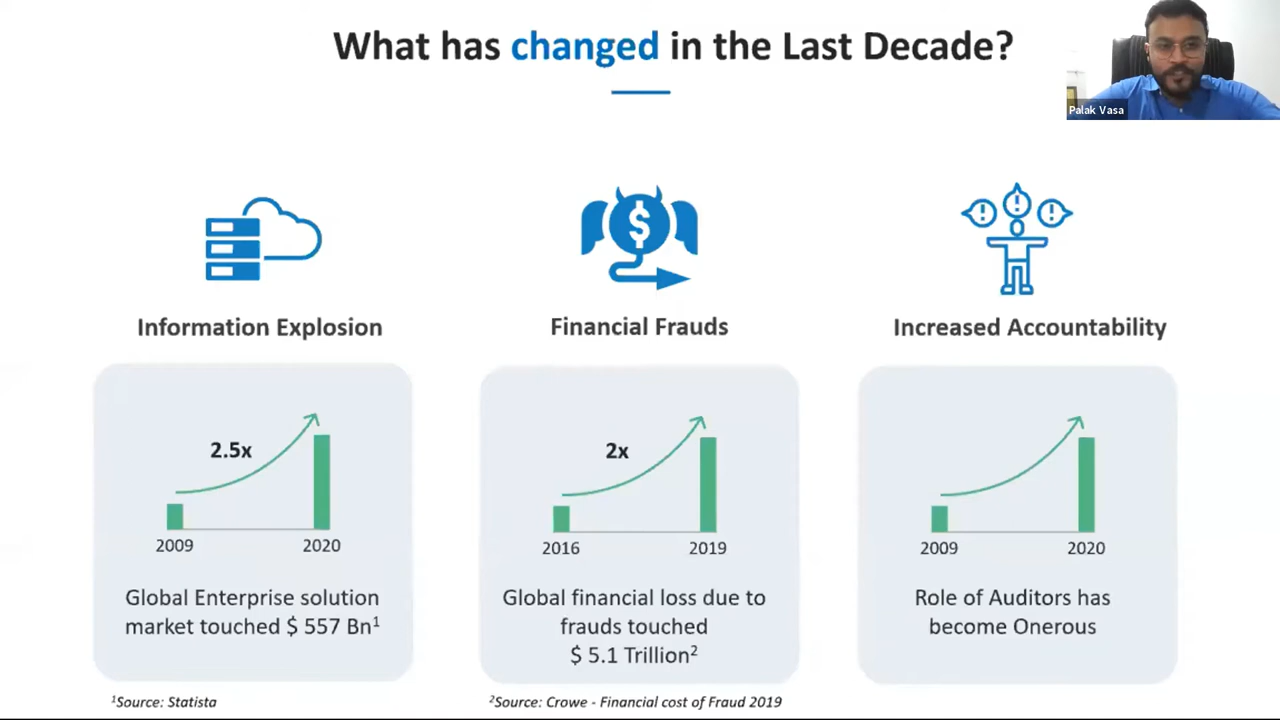 What has changed in the Last Decade?
Palak Vasa
Information Explosion
2.5x
2009 2020
Global Enterprise solution
market touched $ 557 Bn¹
¹Source: Statista
Financial Frauds
2x
2016 2019
Global financial loss due to
frauds touched
$ 5.1 Trillion²
²Source: Crowe - Financial cost of Fraud 2019
Increased Accountability
2009 2020
Role of Auditors has
become Onerous